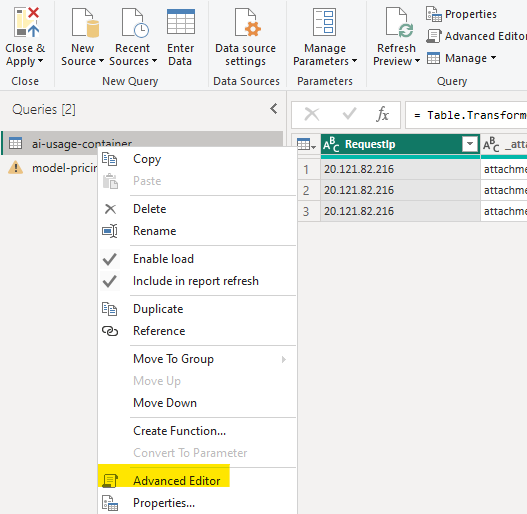 Close &
Apply
New
Source
Recent
Sources
Enter
Data
Data source
settings
Manage
Parameters
Refresh
Preview
Properties
Advanced Editor
Manage
Close
New Query
Data Sources
Parameters
Query
Queries [2]
fx
= Table.Transform
ai-usage-container
model-pricin
Copy
Paste
Delete
Rename
Enable load
Include in report refresh
Duplicate
Reference
Move To Group
Move Up
Move Down
Create Function...
Convert To Parameter
Advanced Editor
Properties...
ABC RequestIp
ABC _atta
1 20.121.82.216 attachme
2 20.121.82.216 attachme
3 20.121.82.216 attachme